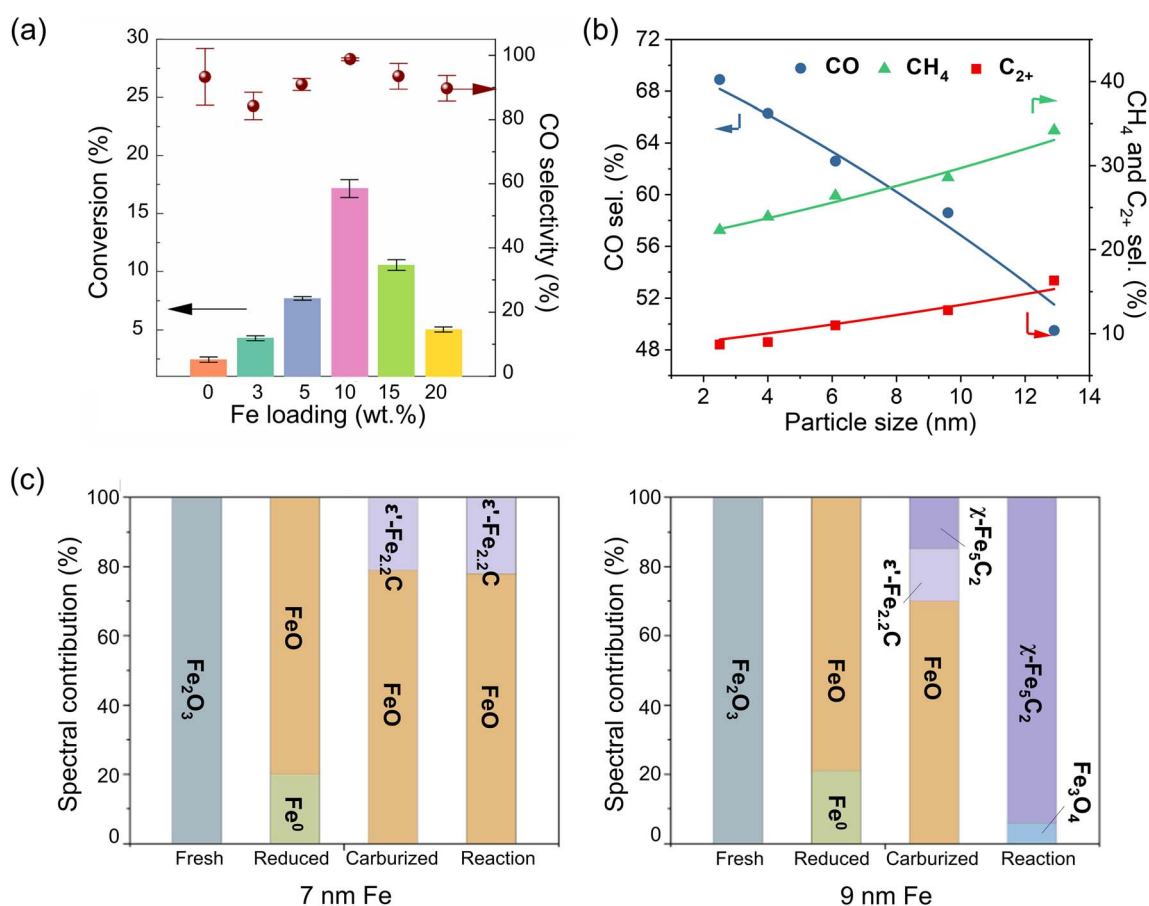 (a)
30
25
20
15
10
5
Conversion (%)
100
80
60
40
20
0
CO selectivity (%)
0 3 5 10 15 20
Fe loading (wt.%)
(b)
72
68
64
60
56
52
48
CO sel. (%)
CO CH4 C2+
40
30
20
10
CH4 and C2+ sel. (%)
2 4 6 8 10 12 14
Particle size (nm)
(c)
100
80
60
40
20
0
Spectral contribution (%)
Fe2O3
FeO
Fe0
ε'-Fe2.2C
FeO
ε'-Fe2.2C
FeO
Fresh Reduced Carburized Reaction
7 nm Fe
100
80
60
40
20
0
Spectral contribution (%)
Fe2O3
FeO
Fe0
ε'-Fe2.2C
FeO
χ-Fe5C2
χ-Fe5C2
Fe3O4
Fresh Reduced Carburized Reaction
9 nm Fe